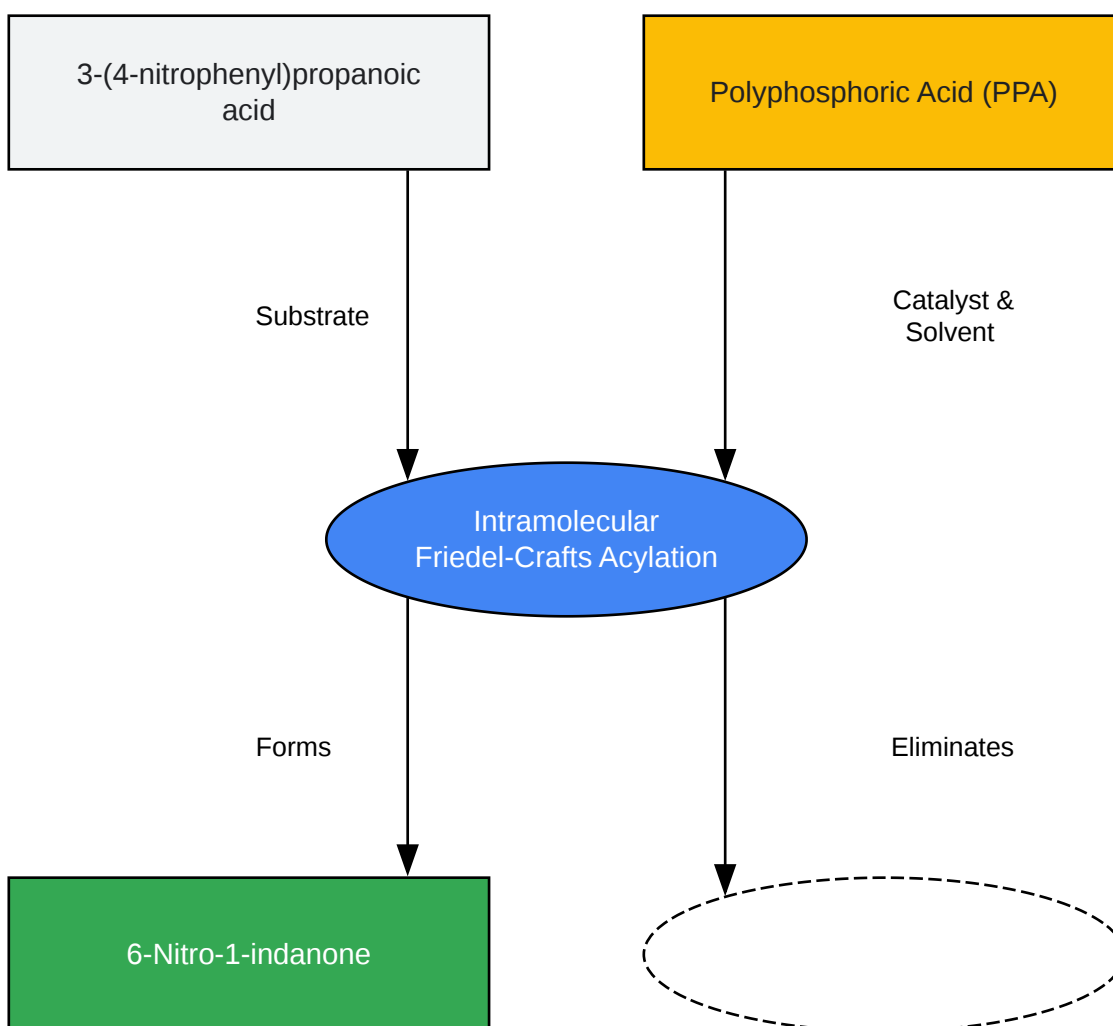 3-(4-nitrophenyl)propanoic
acid
Polyphosphoric Acid (PPA)
Substrate
Catalyst &
Solvent
Intramolecular
Friedel-Crafts Acylation
Forms
Eliminates
6-Nitro-1-indanone